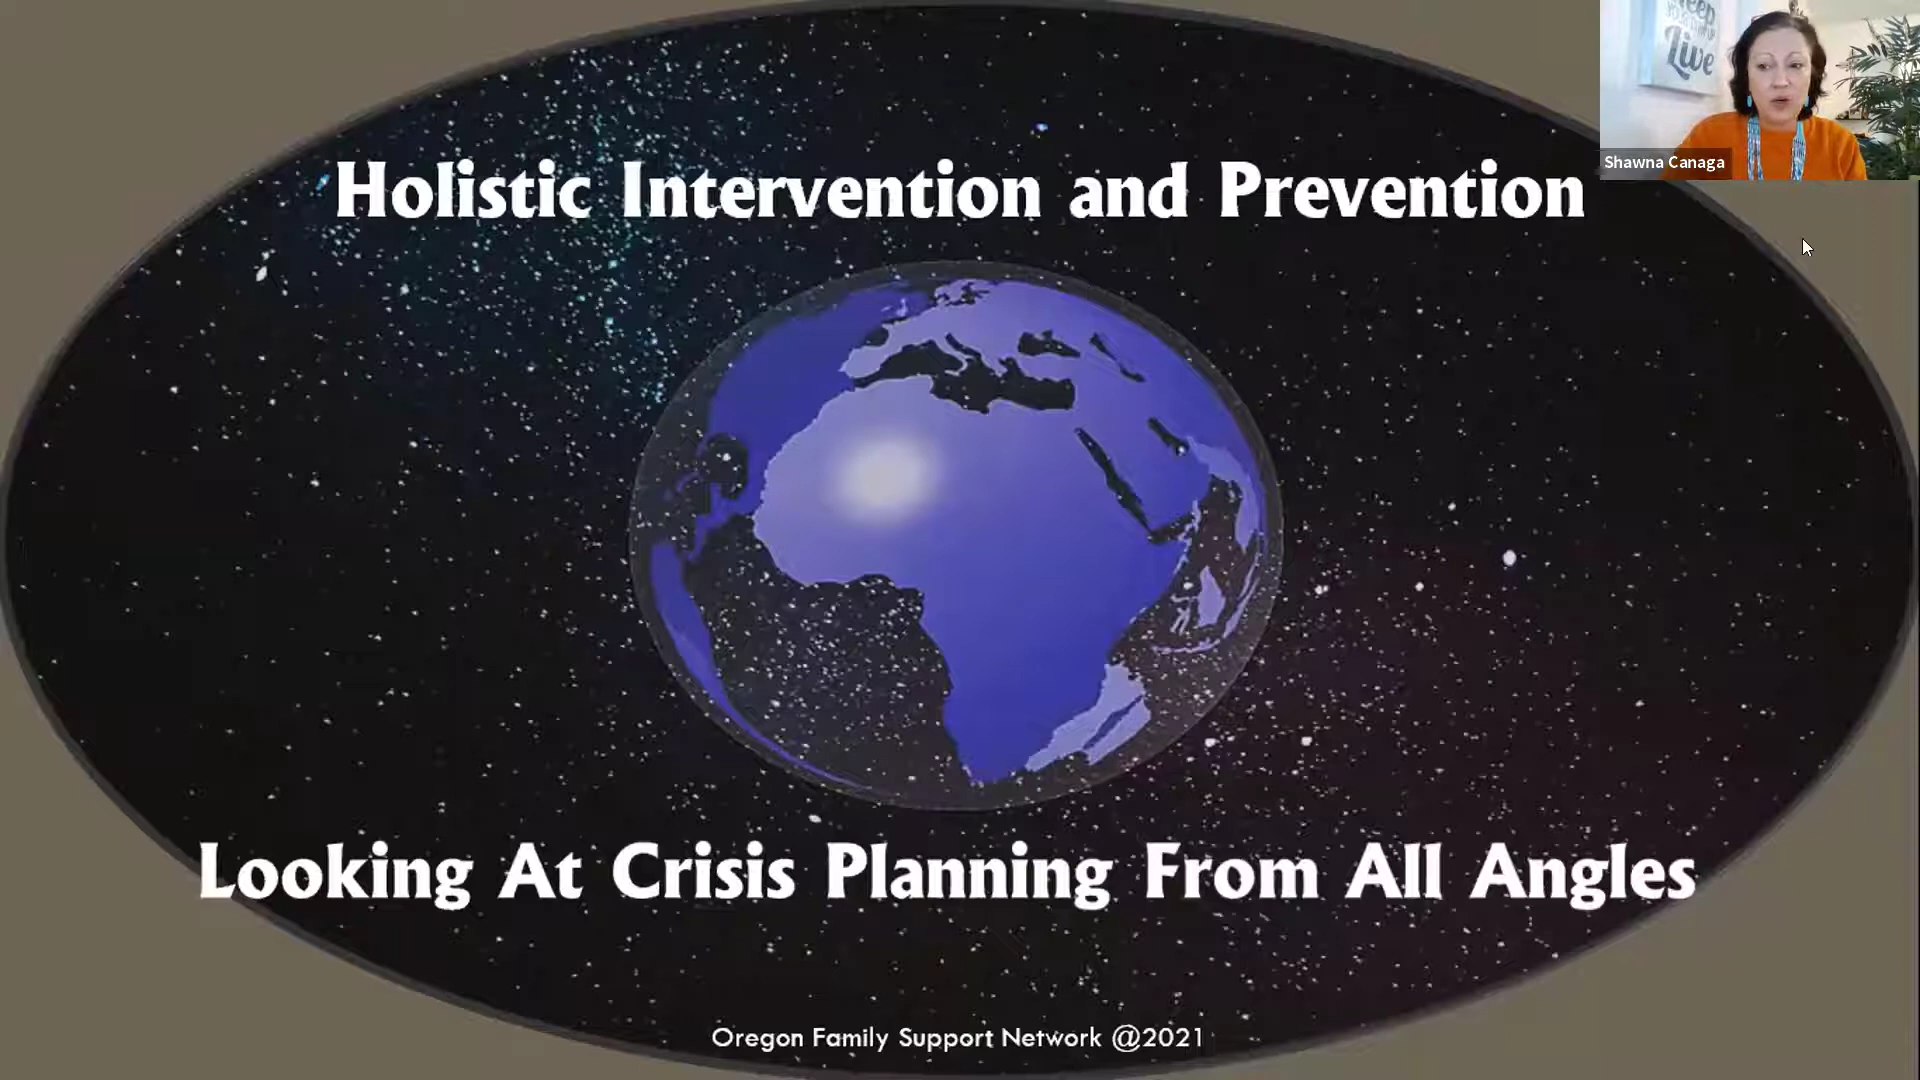 Live
Shawna Canaga
Holistic Intervention and Prevention
Looking At Crisis Planning From All Angles
Oregon Family Support Network @2021